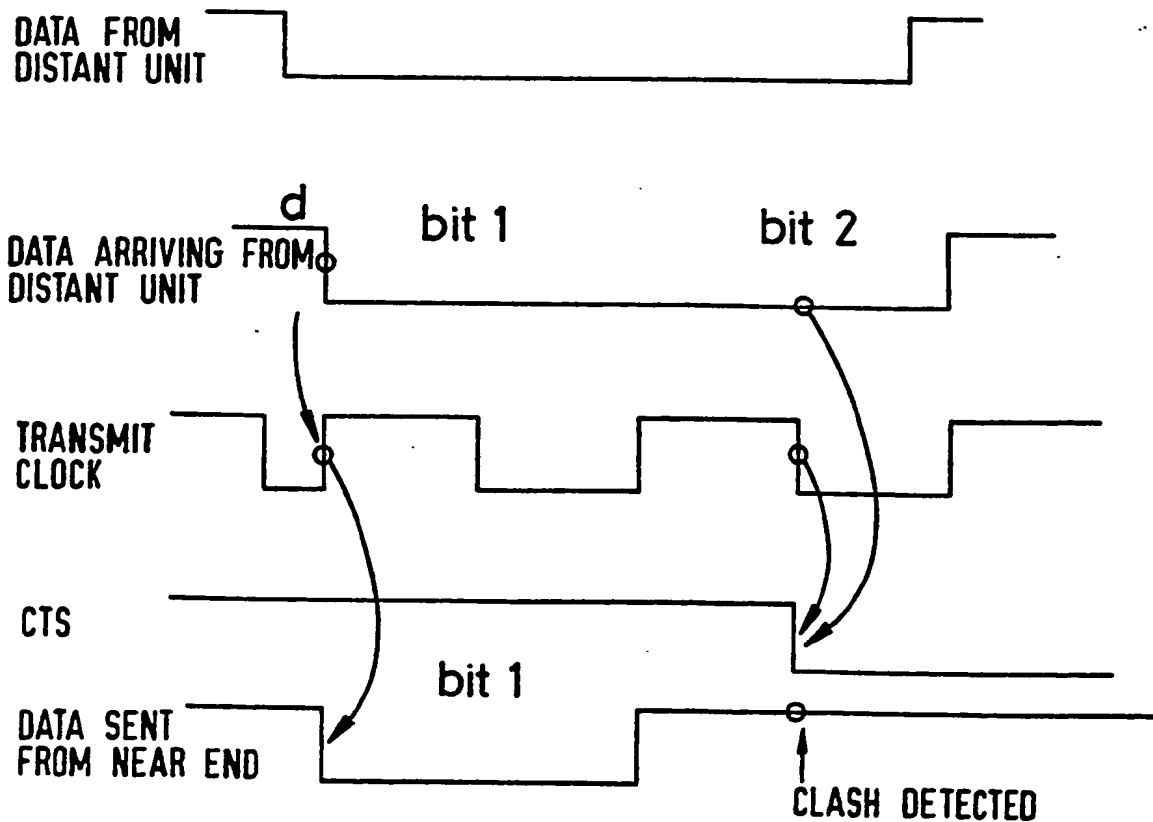 DATA FROM
DISTANT UNIT
d
bit 1
bit 2
DATA ARRIVING FROM
DISTANT UNIT
TRANSMIT
CLOCK
CTS
bit 1
DATA SENT
FROM NEAR END
CLASH DETECTED